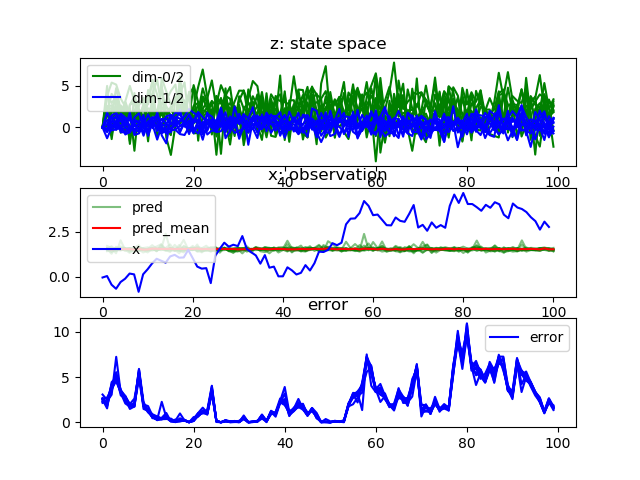 z: state space
5
0
dim-0/2
dim-1/2
0 20 40 60 80 100
x: observation
2.5
0.0
pred
pred_mean
x
0 20 40 60 80 100
error
10
5
0
error
0 20 40 60 80 100